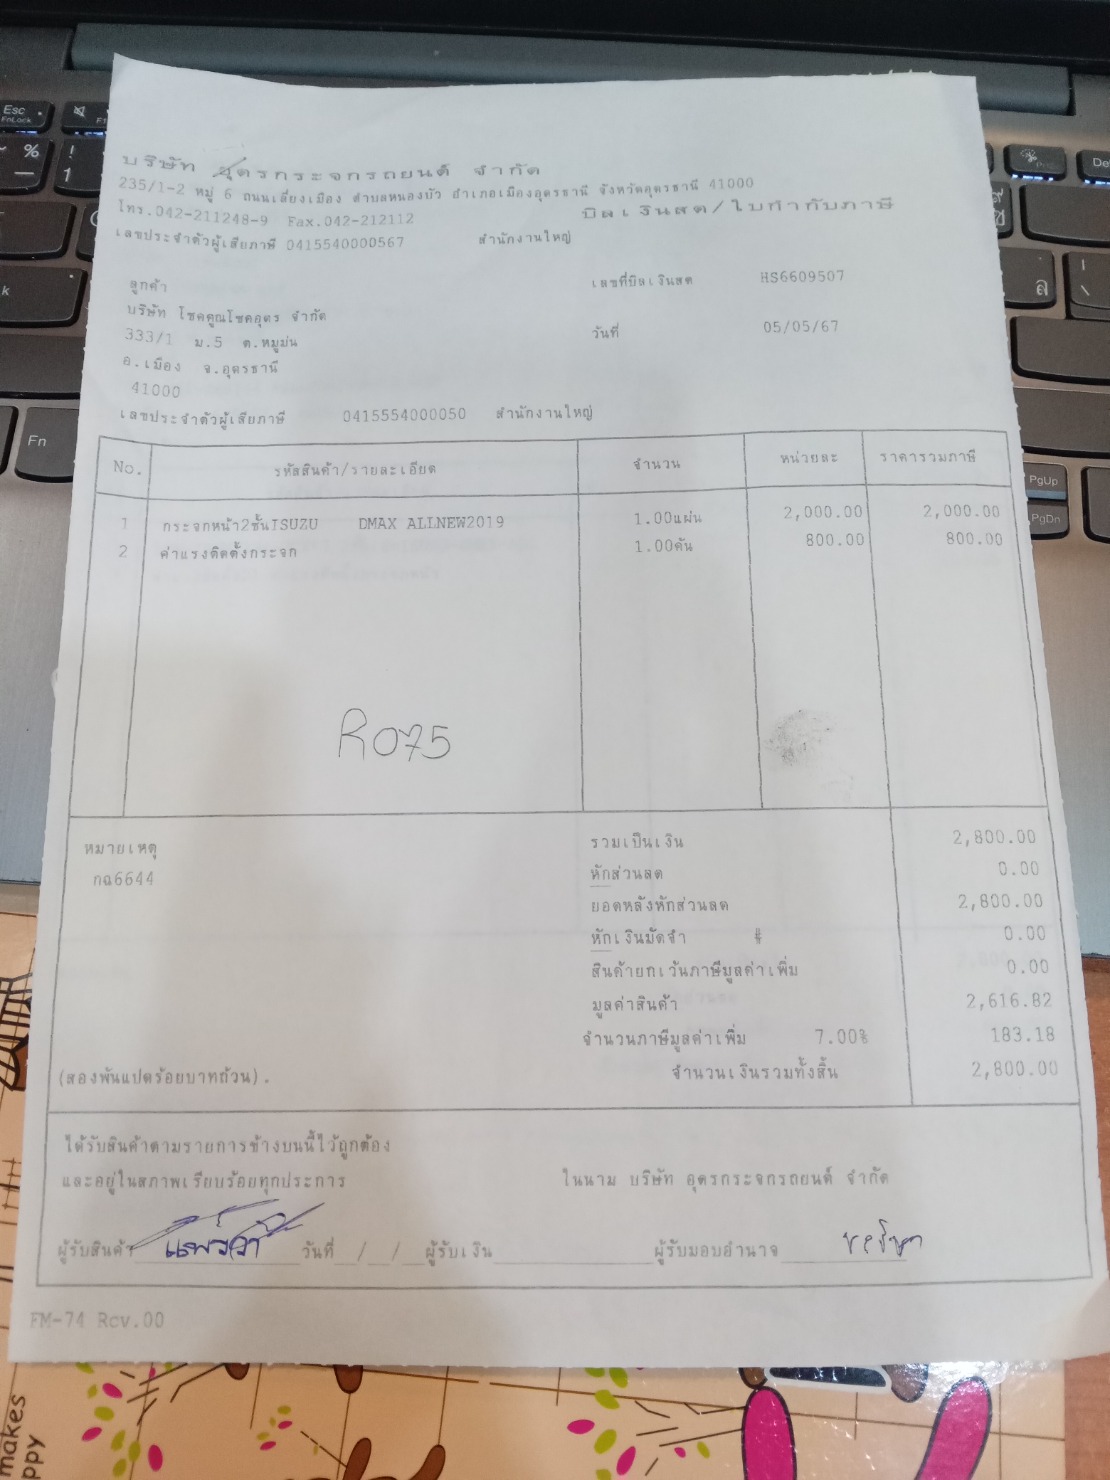 บริษัท อุดรกระจกรถยนต์ จำกัด
235/1-2 หมู่ 6 ถนนเลี่ยงเมือง ตำบลหนองบัว อำเภอเมืองอุดรธานี จังหวัดอุดรธานี 41000
โทร.042-211248-9 Fax.042-212112 บิลเงินสด/ใบกำกับภาษี
เลขประจำตัวผู้เสียภาษี 0415540000567 สำนักงานใหญ่
ลูกค้า เลขที่บิลเงินสด HS6609507
บริษัท โชคคูณโชคอุดร จำกัด
333/1 ม.5 ต.หมูม่น วันที่ 05/05/67
อ.เมือง จ.อุดรธานี
41000
เลขประจำตัวผู้เสียภาษี 0415554000050 สำนักงานใหญ่
No. รหัสสินค้า/รายละเอียด จำนวน หน่วยละ ราคารวมภาษี
1 กระจกหน้า2ชั้นISUZU DMAX ALLNEW2019 1.00แผ่น 2,000.00 2,000.00
2 ค่าแรงติดตั้งกระจก 1.00คัน 800.00 800.00
R075
หมายเหตุ รวมเป็นเงิน 2,800.00
กฉ6644 หักส่วนลด 0.00
ยอดหลังหักส่วนลด 2,800.00
หักเงินมัดจำ # 0.00
สินค้ายกเว้นภาษีมูลค่าเพิ่ม 0.00
มูลค่าสินค้า 2,616.82
จำนวนภาษีมูลค่าเพิ่ม 7.00% 183.18
(สองพันแปดร้อยบาทถ้วน). จำนวนเงินรวมทั้งสิ้น 2,800.00
ได้รับสินค้าตามรายการข้างบนนี้ไว้ถูกต้อง
และอยู่ในสภาพเรียบร้อยทุกประการ ในนาม บริษัท อุดรกระจกรถยนต์ จำกัด
ผู้รับสินค้า วันที่ / / ผู้รับเงิน ผู้รับมอบอำนาจ
FM-74 Rev.00
Esc
FnLock
F1
%
1
k
Fn
De
ล
PgUp
PgDn
makes
ppy